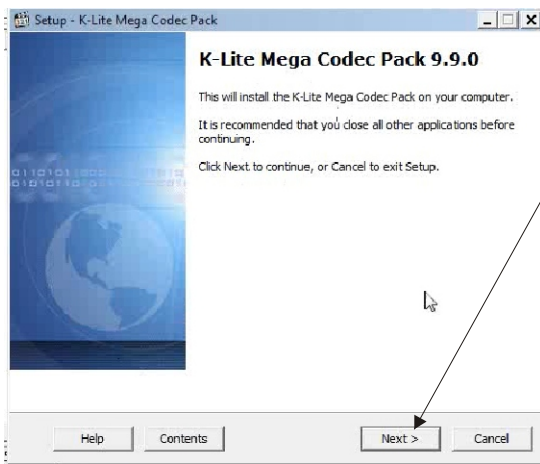 Setup - K-Lite Mega Codec Pack
K-Lite Mega Codec Pack 9.9.0
This will install the K-Lite Mega Codec Pack on your computer.
It is recommended that you close all other applications before
continuing.
Click Next to continue, or Cancel to exit Setup.
Help
Contents
Next >
Cancel